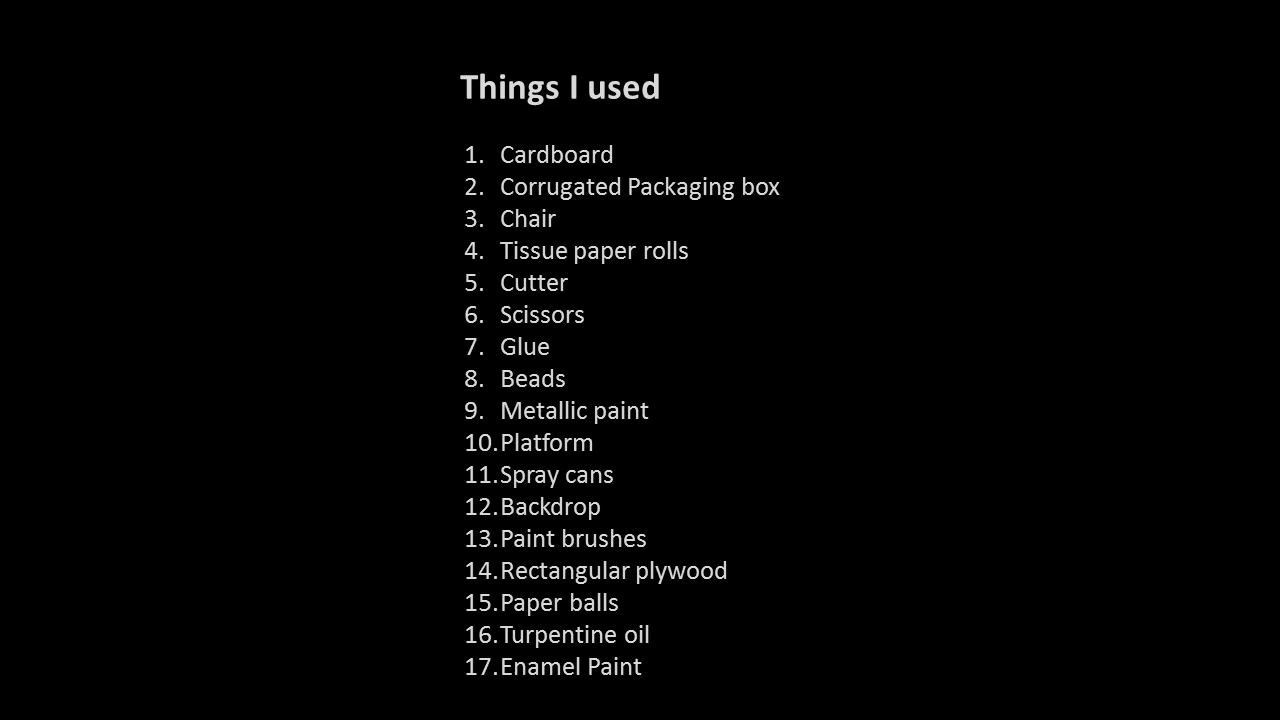 Things I used
1. Cardboard
2. Corrugated Packaging box
3. Chair
4. Tissue paper rolls
5. Cutter
6. Scissors
7. Glue
8. Beads
9. Metallic paint
10.Platform
11.Spray cans
12.Backdrop
13.Paint brushes
14.Rectangular plywood
15.Paper balls
16.Turpentine oil
17.Enamel Paint